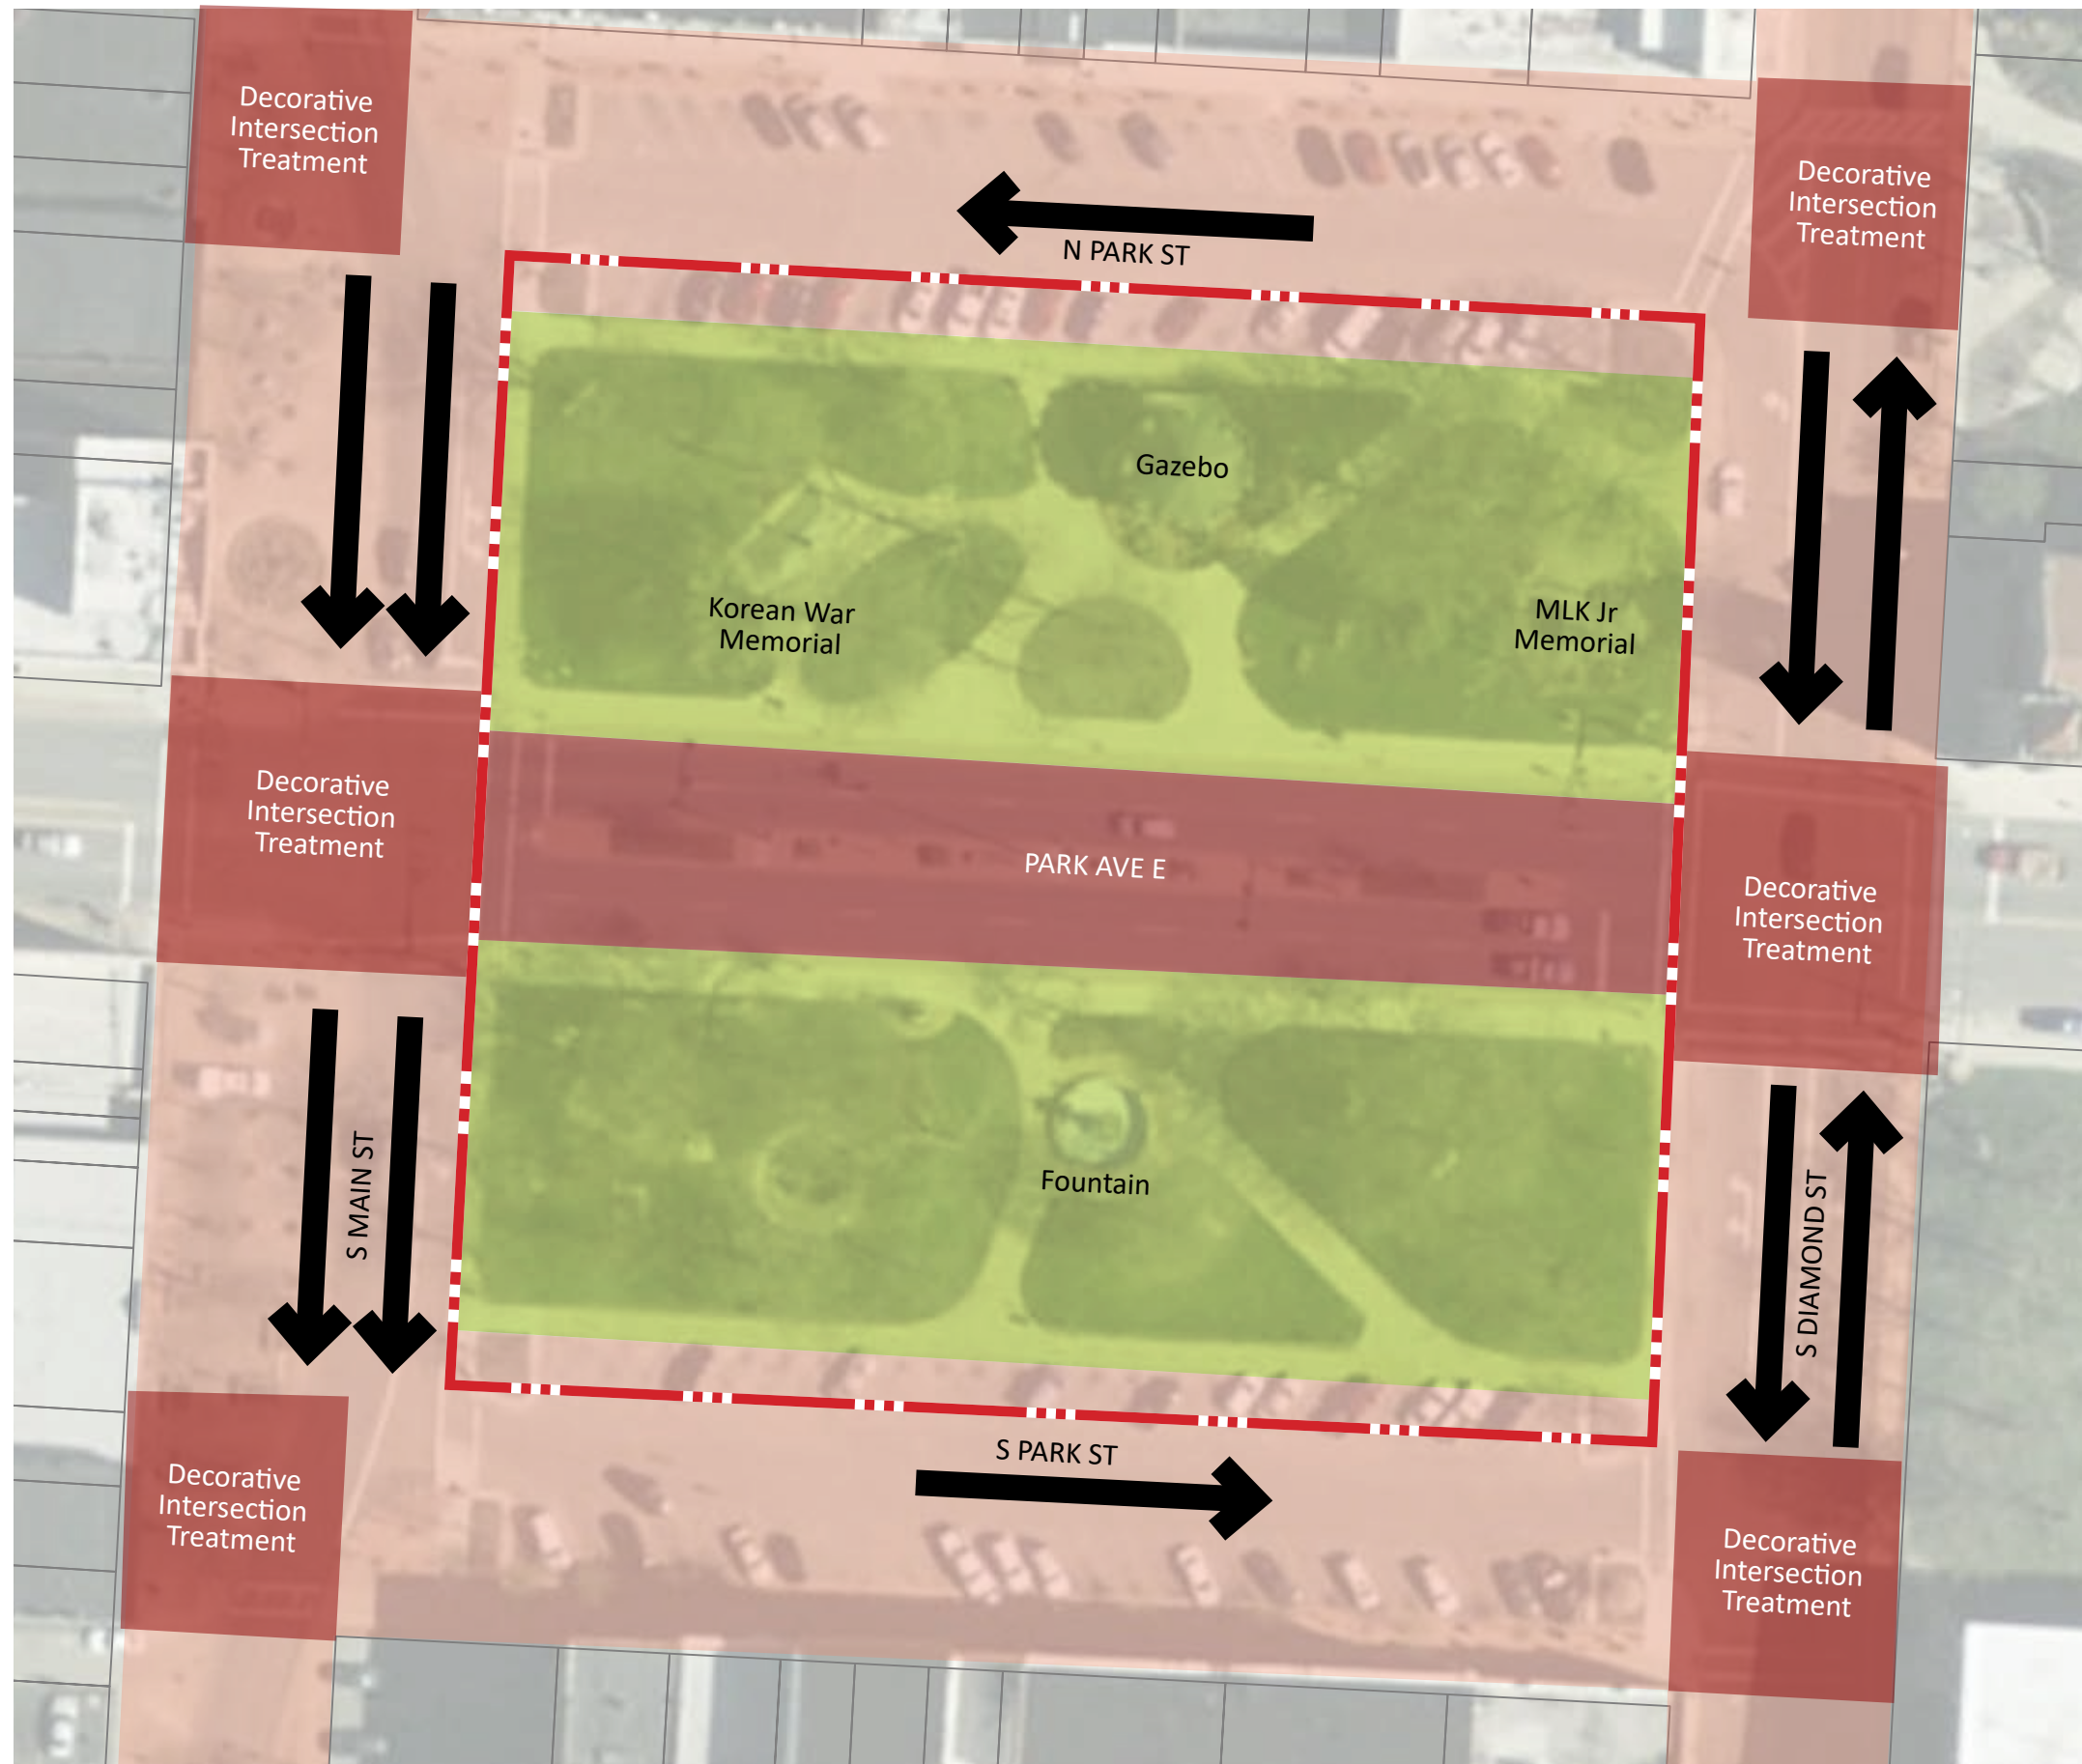 Decorative
Intersection
Treatment
Decorative
Intersection
Treatment
N PARK ST
Gazebo
Korean War
Memorial
MLK Jr
Memorial
Decorative
Intersection
Treatment
PARK AVE E
Decorative
Intersection
Treatment
S MAIN ST
Fountain
S DIAMOND ST
S PARK ST
Decorative
Intersection
Treatment
Decorative
Intersection
Treatment